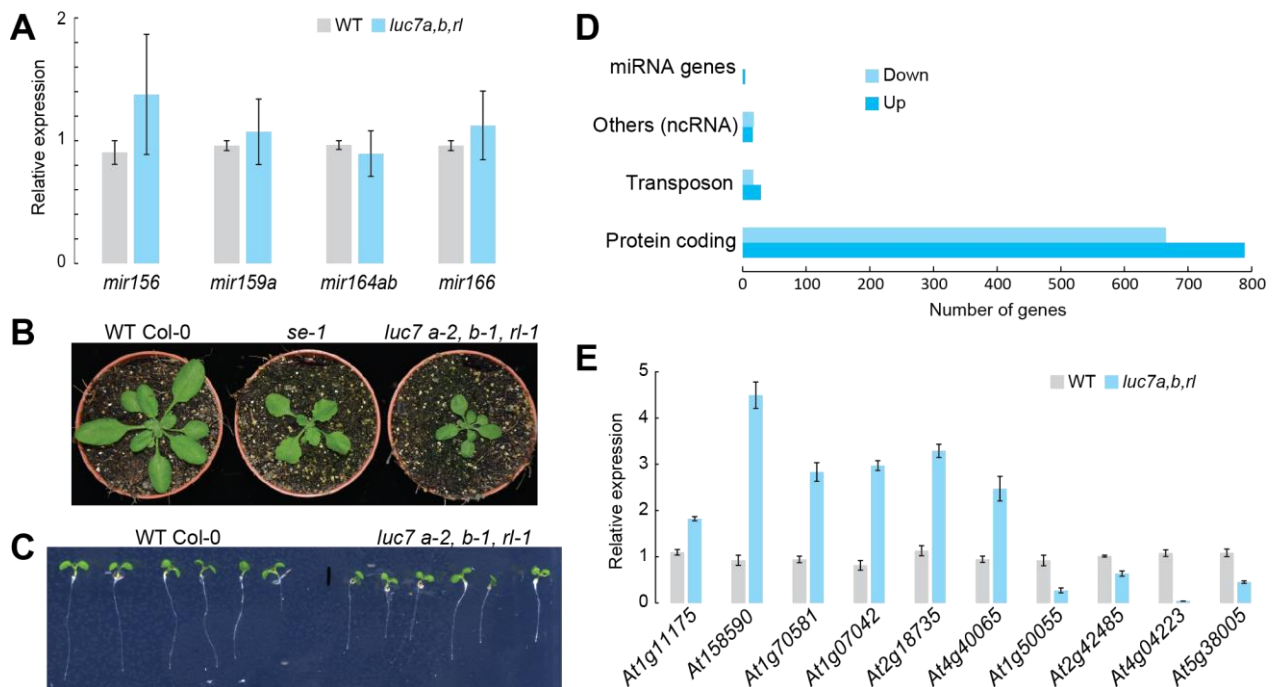 A
2
WT
luc7a,b,rl
Relative expression
1
0
mir156
mir159a
mir164ab
mir166
B
WT Col-0
se-1
luc7 a-2, b-1, rl-1
C
WT Col-0
luc7 a-2, b-1, rl-1
D
miRNA genes
Others (ncRNA)
Transposon
Protein coding
Down
Up
0 100 200 300 400 500 600 700 800
Number of genes
E
5
4
3
2
1
0
Relative expression
WT
luc7a,b,rl
At1g11175
At158590
At1g70581
At1g07042
At2g18735
At4g40065
At1g50055
At2g42485
At4g04223
At5g38005